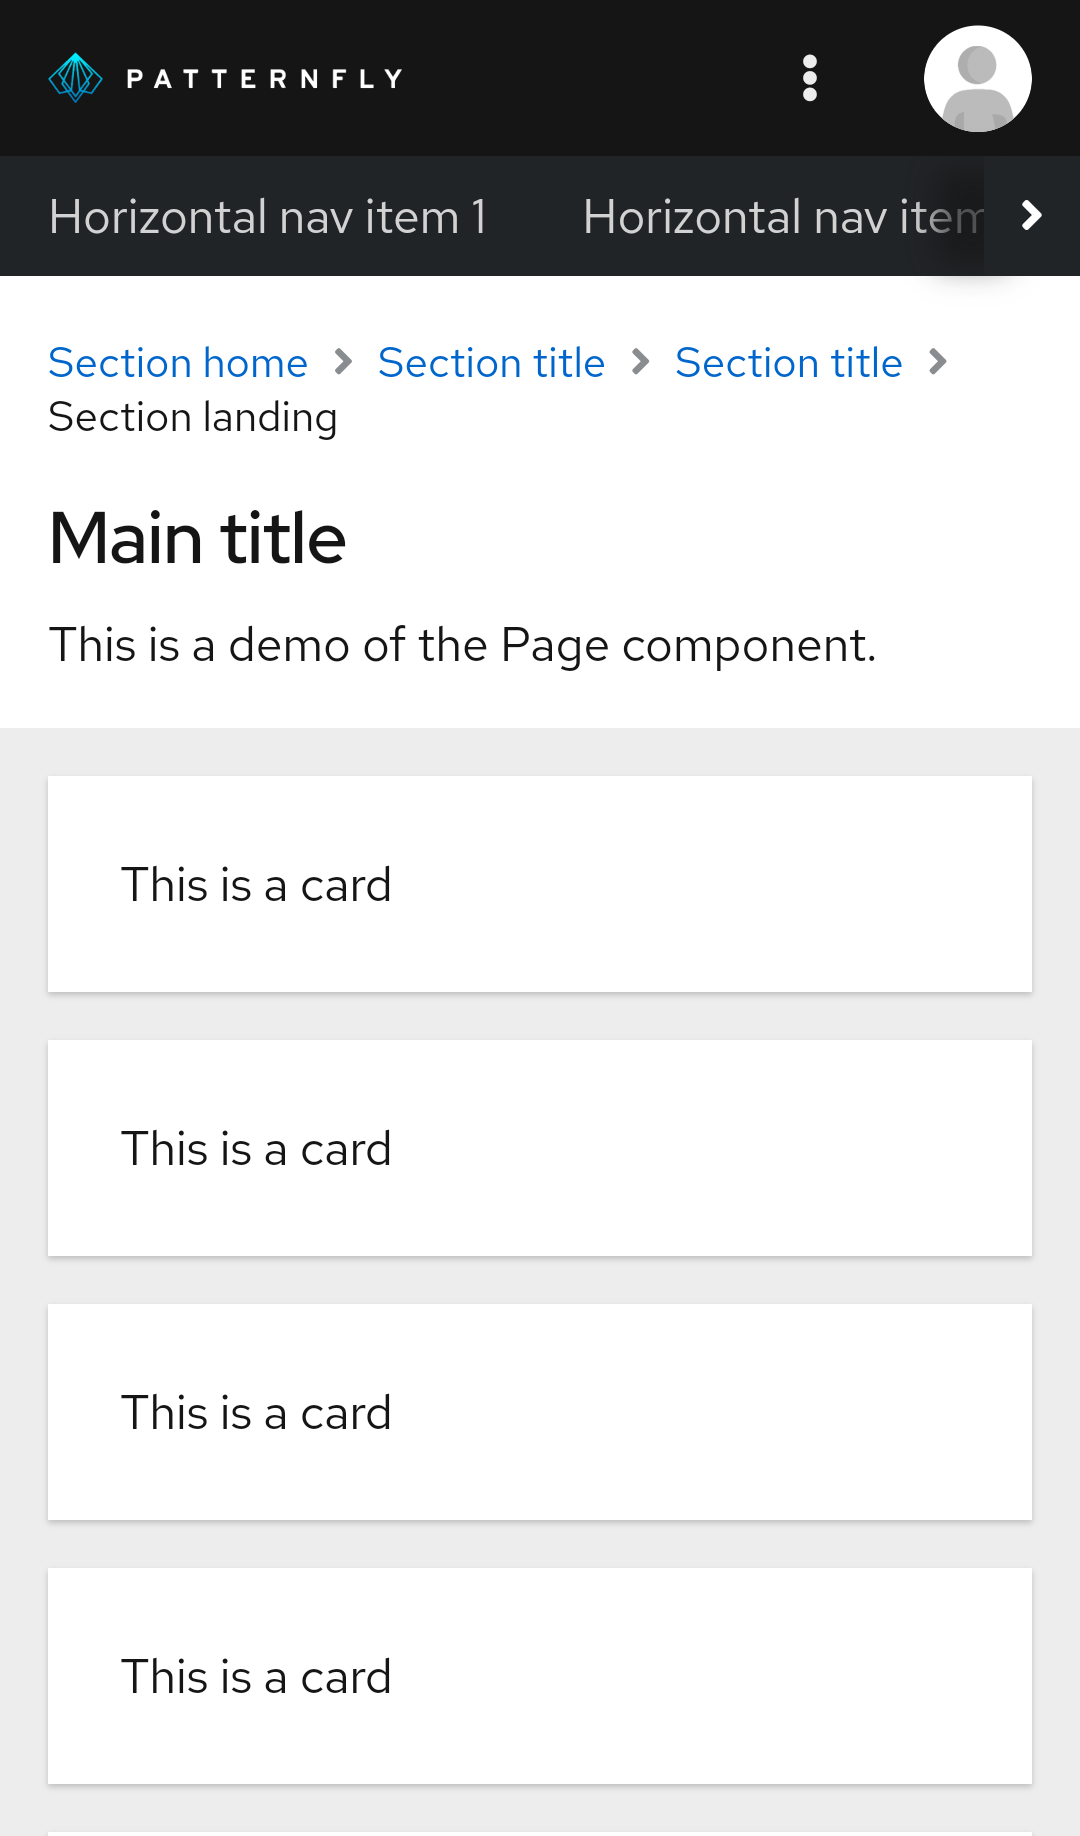 PATTERNFLY
Horizontal nav item 1 Horizontal nav item
Section home Section title Section title
Section landing
Main title
This is a demo of the Page component.
This is a card
This is a card
This is a card
This is a card